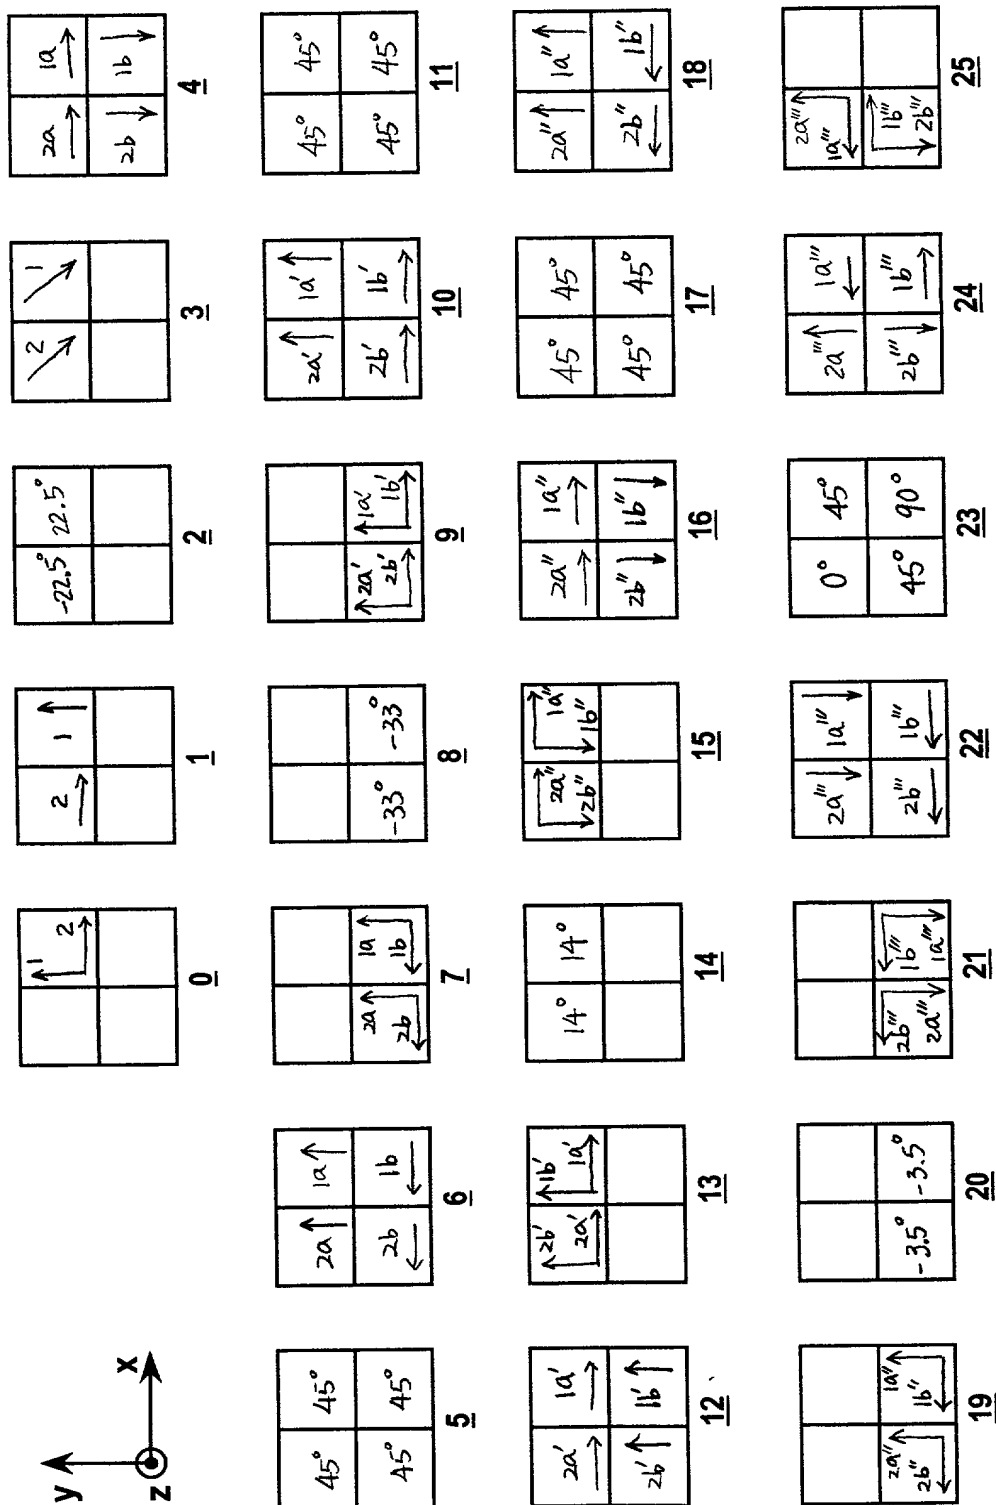 y
1 2 2 1 -22.5° 22.5° 2 1 2a 1a
x
2b 1b
z
0 1 2 3 4
45° 45° 2a 1a 2a' 1a' 45° 45°
45° 45° 2b 1b 2a 2b 1a 1b -33° -33° 2a' 2b' 1a' 1b' 2b' 1b' 45° 45°
5 6 7 8 9 10 11
2a' 1a' 2b' 2a' 1b' 1a' 14° 14° 2a'' 2b'' 1a'' 1b'' 2a'' 1a'' 45° 45° 2a'' 1a''
2b' 1b' 2b'' 1b'' 45° 45° 2b'' 1b''
12 13 14 15 16 17 18
2a''' 1a''' 0° 45° 2a''' 1a''' 2a''' 1a'''
2a'' 2b'' 1a'' 1b'' -3.5° -3.5° 2b''' 2a''' 1b''' 1a''' 2b''' 1b''' 45° 90° 2b''' 1b''' 1b''' 2b'''
19 20 21 22 23 24 25